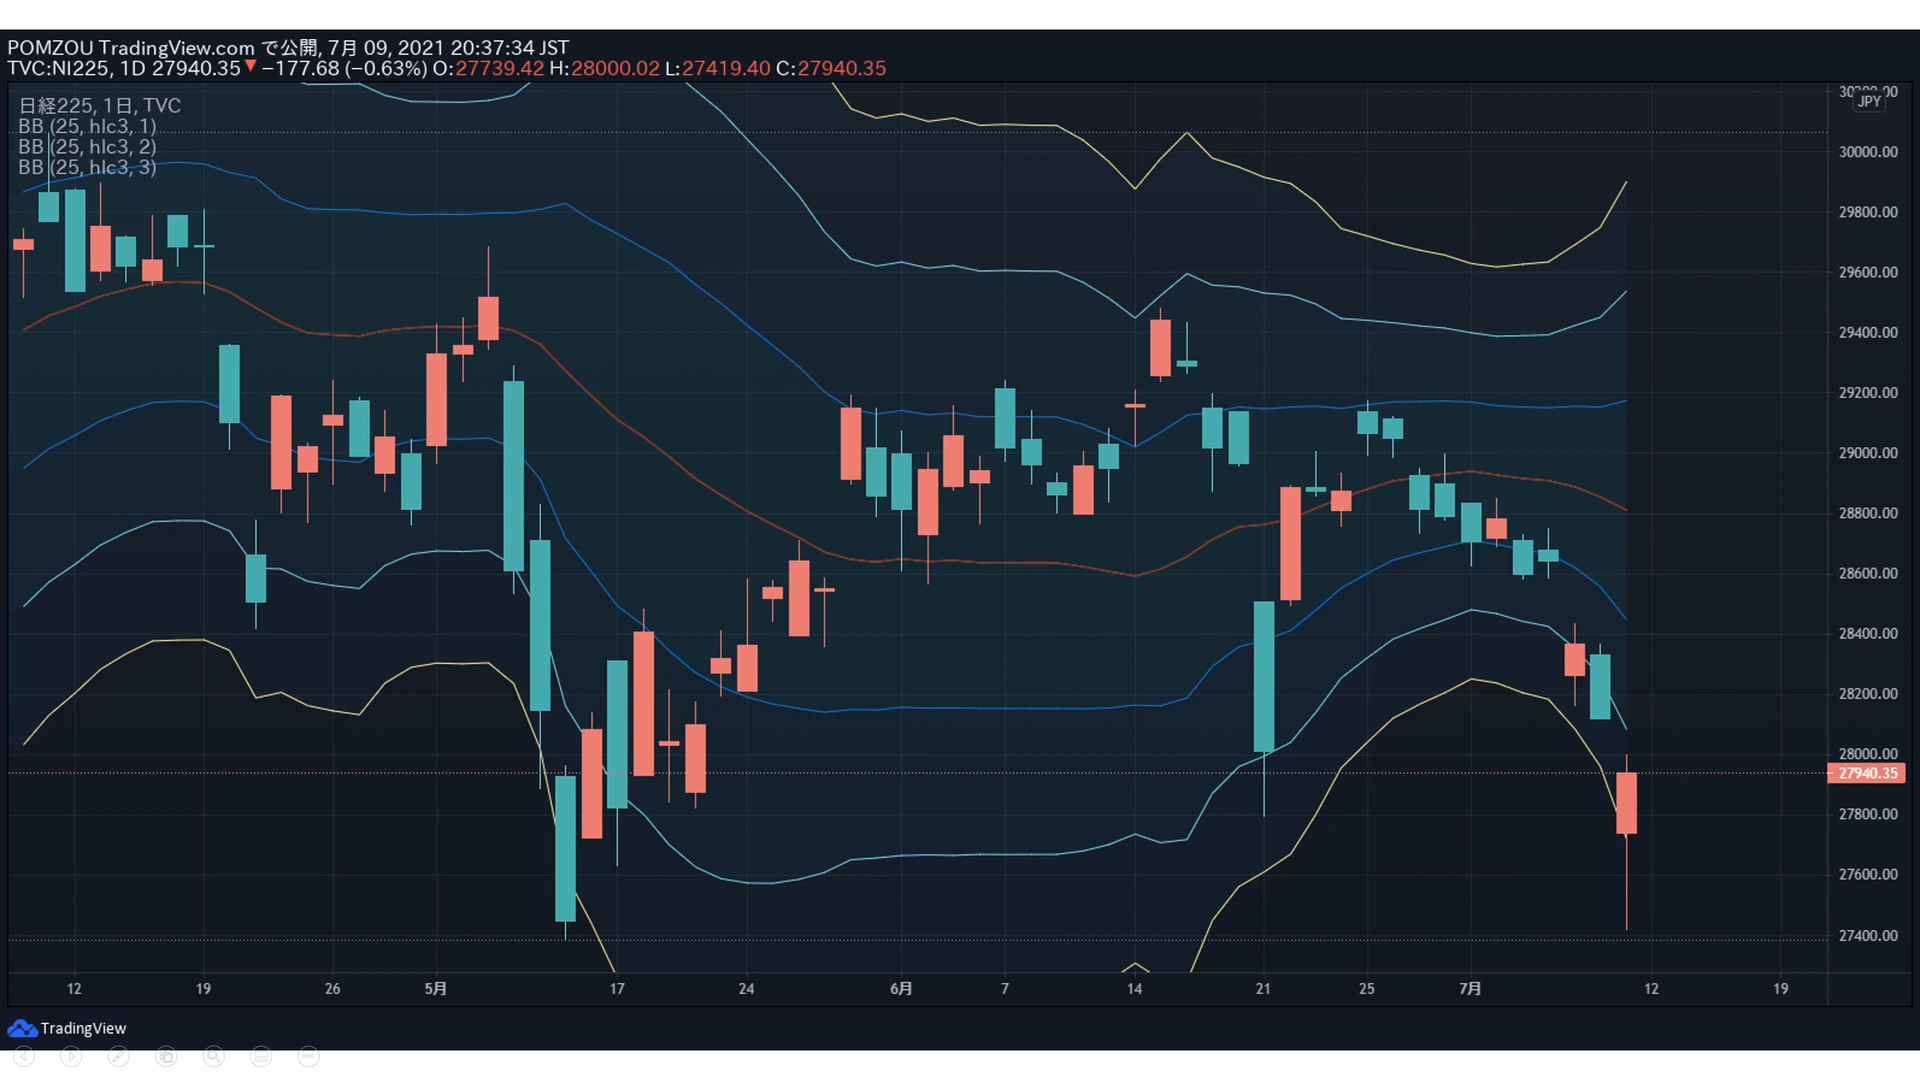 POMZOU TradingView.com で公開, 7月 09, 2021 20:37:34 JST
TVC:NI225, 1D 27940.35▼ −177.68 (−0.63%) O:27739.42 H:28000.02 L:27419.40 C:27940.35
日経225, 1日, TVC
BB (25, hlc3, 1)
BB (25, hlc3, 2)
BB (25, hlc3, 3)
JPY
30000.00
29800.00
29600.00
29400.00
29200.00
29000.00
28800.00
28600.00
28400.00
28200.00
28000.00
27940.35
27800.00
27600.00
27400.00
12 19 26 5月 17 24 6月 7 14 21 25 7月 12 19
TradingView